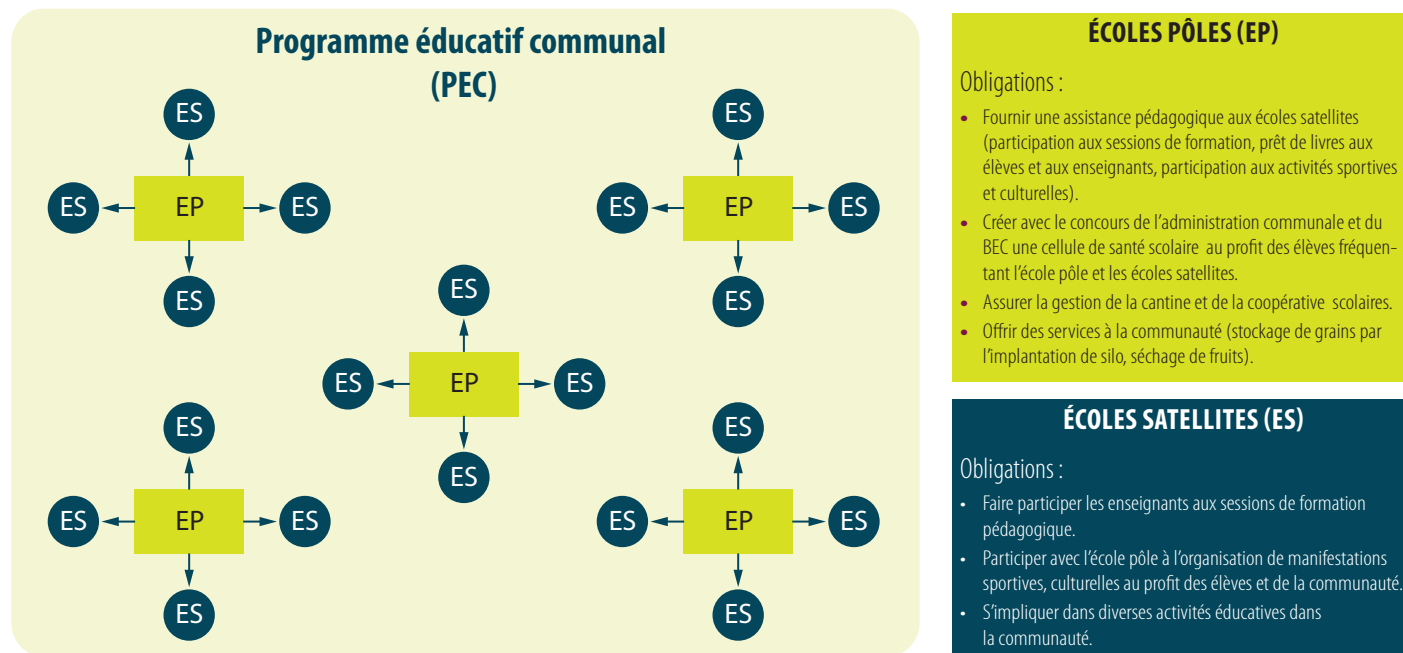 Programme éducatif communal
(PEC)
ES
ES
EP
ES
ES
ES
ES
EP
ES
ES
ES
ES
EP
ES
ES
ES
ES
EP
ES
ES
ES
ES
EP
ES
ES
ÉCOLES PÔLES (EP)
Obligations :
• Fournir une assistance pédagogique aux écoles satellites
(participation aux sessions de formation, prêt de livres aux
élèves et aux enseignants, participation aux activités sportives
et culturelles).
• Créer avec le concours de l'administration communale et du
BEC une cellule de santé scolaire au profit des élèves fréquen-
tant l'école pôle et les écoles satellites.
• Assurer la gestion de la cantine et de la coopérative scolaires.
• Offrir des services à la communauté (stockage de grains par
l'implantation de silo, séchage de fruits).
ÉCOLES SATELLITES (ES)
Obligations :
• Faire participer les enseignants aux sessions de formation
pédagogique.
• Participer avec l'école pôle à l'organisation de manifestations
sportives, culturelles au profit des élèves et de la communauté.
• S'impliquer dans diverses activités éducatives dans
la communauté.